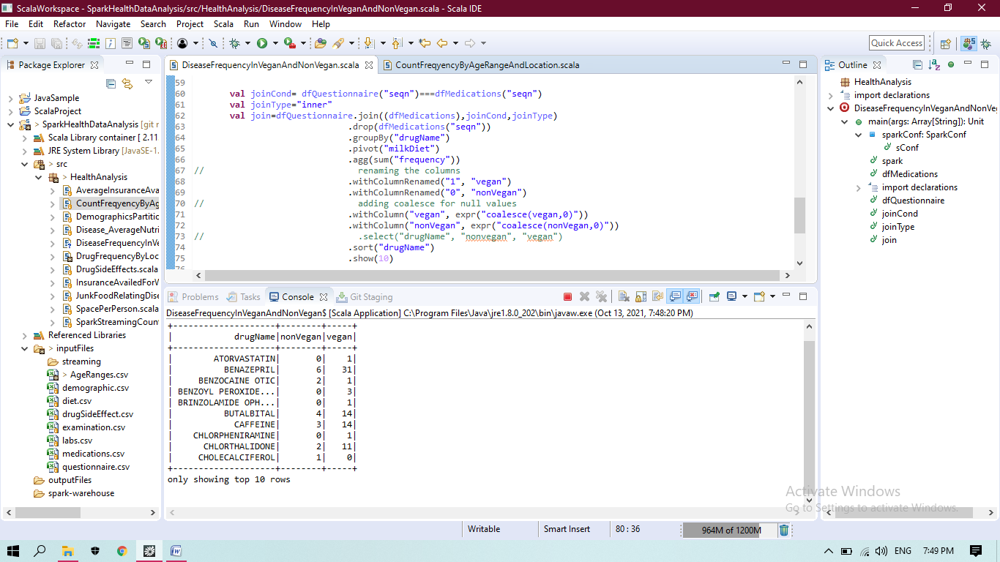 ScalaWorkspace - SparkHealthDataAnalysis/src/HealthAnalysis/DiseaseFrequencyInVeganAndNonVegan.scala - Scala IDE
File Edit Refactor Navigate Search Project Scala Run Window Help
Quick Access
Package Explorer
JavaSample
ScalaProject
> SparkHealthDataAnalysis [git r
Scala Library container [ 2.11
JRE System Library [JavaSE-1.
> src
> HealthAnalysis
AverageInsuranceAva
CountFreqyencyByAg
DemographicsPartitic
Disease_AverageNutri
DiseaseFrequencyInVe
DrugFrequencyByLoc
DrugSideEffects.scala
InsuranceAvailedForV
JunkFoodRelatingDise
SpacePerPerson.scala
SparkStreamingCoun
Referenced Libraries
> inputFiles
streaming
> AgeRanges.csv
demographic.csv
diet.csv
drugSideEffect.csv
examination.csv
labs.csv
medications.csv
questionnaire.csv
outputFiles
spark-warehouse
DiseaseFrequencyInVeganAndNonVegan.scala
CountFreqyencyByAgeRangeAndLocation.scala
59
60 val joinCond= dfQuestionnaire("seqn")===dfMedications("seqn")
61 val joinType="inner"
62 val join=dfQuestionnaire.join((dfMedications),joinCond,joinType)
63 .drop(dfMedications("seqn"))
64 .groupBy("drugName")
65 .pivot("milkDiet")
66 .agg(sum("frequency"))
67 // renaming the columns
68 .withColumnRenamed("1", "vegan")
69 .withColumnRenamed("0", "nonVegan")
70 // adding coalesce for null values
71 .withColumn("vegan", expr("coalesce(vegan,0)"))
72 .withColumn("nonVegan", expr("coalesce(nonVegan,0)"))
73 // .select("drugName", "nonvegan", "vegan")
74 .sort("drugName")
75 .show(10)
76
Problems Tasks Console Git Staging
DiseaseFrequencyInVeganAndNonVegan$ [Scala Application] C:\Program Files\Java\jre1.8.0_202\bin\javaw.exe (Oct 13, 2021, 7:48:20 PM)
+--------------------+--------+-----+
|            drugName|nonVegan|vegan|
+--------------------+--------+-----+
|        ATORVASTATIN|       0|    1|
|          BENAZEPRIL|       6|   31|
|     BENZOCAINE OTIC|       2|    1|
| BENZOYL PEROXIDE...|       0|    3|
| BRINZOLAMIDE OPH...|       0|    1|
|          BUTALBITAL|       4|   14|
|            CAFFEINE|       3|   14|
|    CHLORPHENIRAMINE|       0|    1|
|      CHLORTHALIDONE|       2|   11|
|     CHOLECALCIFEROL|       1|    0|
+--------------------+--------+-----+
only showing top 10 rows
Outline
HealthAnalysis
import declarations
DiseaseFrequencyInVeganAndNonVe
main(args: Array[String]): Unit
sparkConf: SparkConf
sConf
spark
dfMedications
import declarations
dfQuestionnaire
joinCond
joinType
join
Activate Windows
Go to Settings to activate Windows.
Writable Smart Insert 80 : 36 964M of 1200M
ENG 7:49 PM